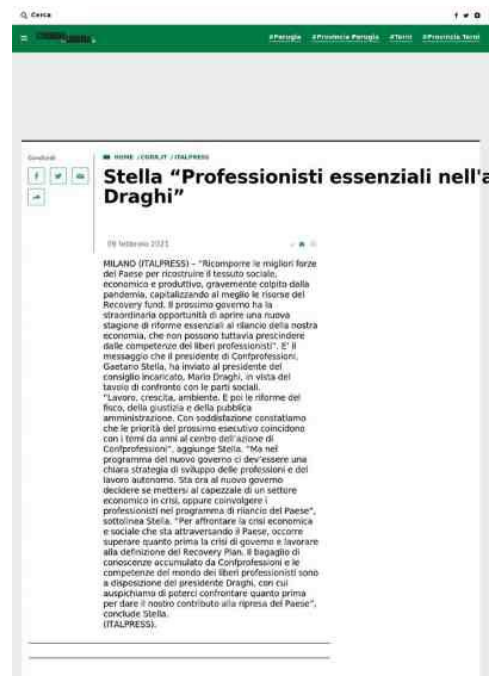 Cerca
#Perugia #Provincia Perugia #Terni #Provincia Terni
Condividi
HOME / CORR.IT / ITALPRESS
Stella “Professionisti essenziali nell'a
Draghi”
09 febbraio 2021
MILANO (ITALPRESS) – “Ricomporre le migliori forze
del Paese per ricostruire il tessuto sociale,
economico e produttivo, gravemente colpito dalla
pandemia, capitalizzando al meglio le risorse del
Recovery fund. Il prossimo governo ha la
straordinaria opportunità di aprire una nuova
stagione di riforme essenziali al rilancio della nostra
economia, che non possono tuttavia prescindere
dalle competenze dei liberi professionisti”. E' il
messaggio che il presidente di Confprofessioni,
Gaetano Stella, ha inviato al presidente del
consiglio incaricato, Mario Draghi, in vista del
tavolo di confronto con le parti sociali.
“Lavoro, crescita, ambiente. E poi le riforme del
fisco, della giustizia e della pubblica
amministrazione. Con soddisfazione constatiamo
che le priorità del prossimo esecutivo coincidono
con i temi da anni al centro dell'azione di
Confprofessioni”, aggiunge Stella. “Ma nel
programma del nuovo governo ci dev'essere una
chiara strategia di sviluppo delle professioni e del
lavoro autonomo. Sta ora al nuovo governo
decidere se mettersi al capezzale di un settore
economico in crisi, oppure coinvolgere i
professionisti nel programma di rilancio del Paese”,
sottolinea Stella. “Per affrontare la crisi economica
e sociale che sta attraversando il Paese, occorre
superare quanto prima la crisi di governo e lavorare
alla definizione del Recovery Plan. Il bagaglio di
conoscenze accumulato da Confprofessioni e le
competenze del mondo dei liberi professionisti sono
a disposizione del presidente Draghi, con cui
auspichiamo di poterci confrontare quanto prima
per dare il nostro contributo alla ripresa del Paese”,
conclude Stella.
(ITALPRESS).